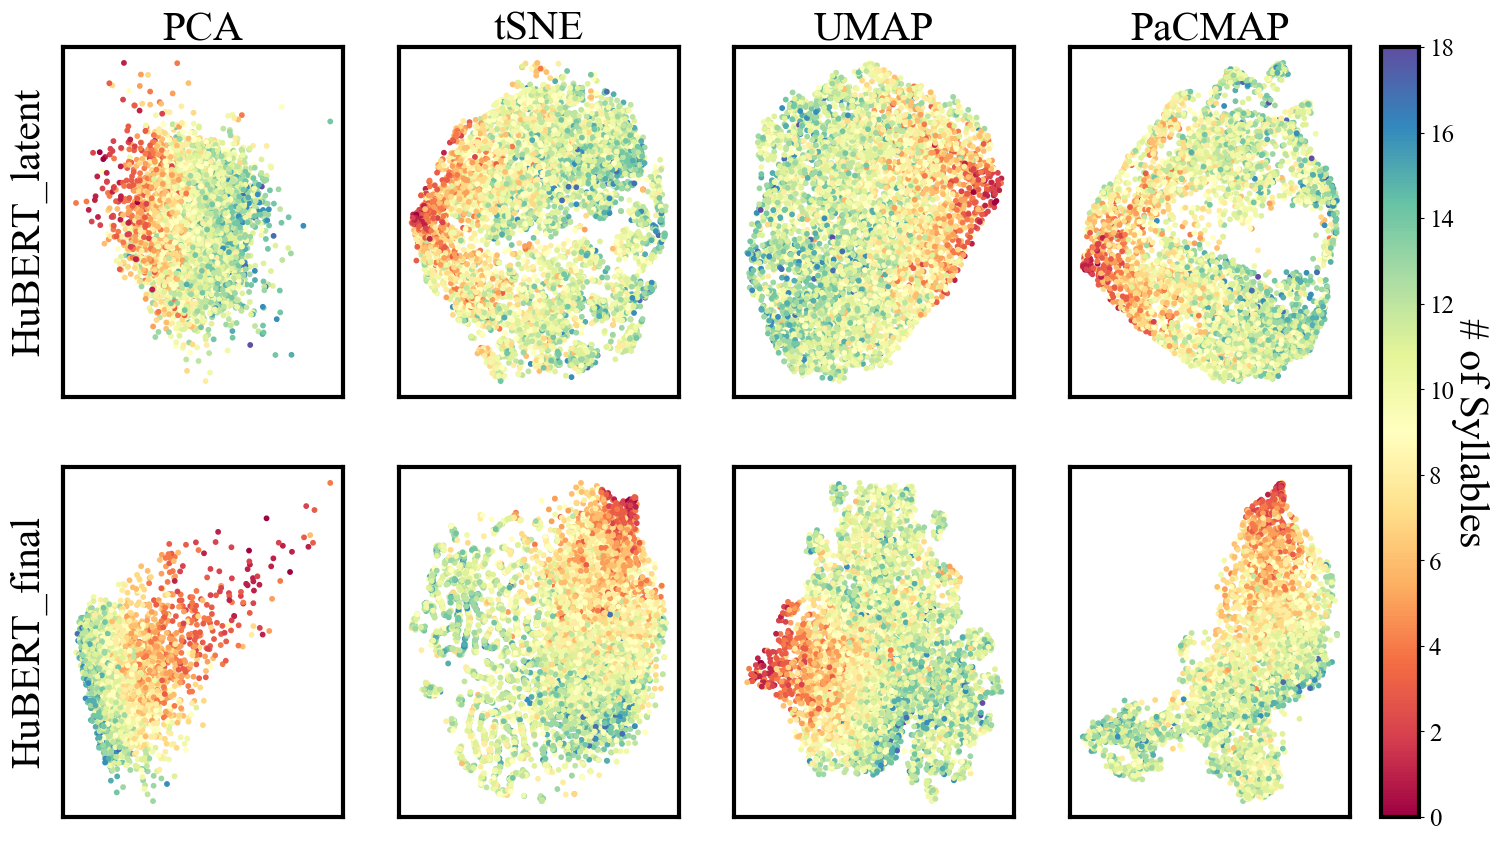 PCA
tSNE
UMAP
PaCMAP
HuBERT_latent
HuBERT_final
18
16
14
12
10
8
6
4
2
0
# of Syllables